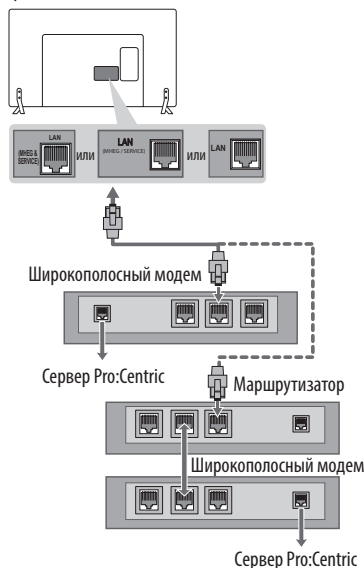 LAN
(MHEG &
SERVICE)
или
LAN
(MHEG / SERVICE)
или
LAN
Широкополосный модем
Сервер Pro:Centric
Маршрутизатор
Широкополосный модем
Сервер Pro:Centric